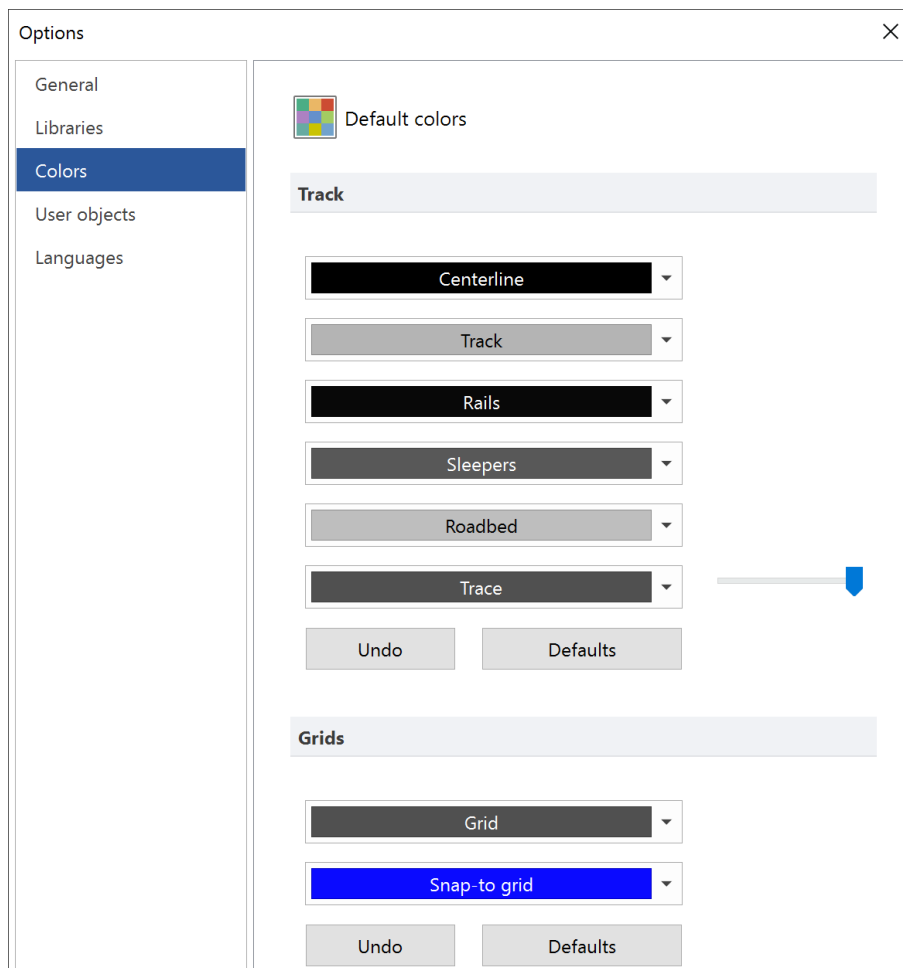 Options
General
Libraries
Colors
User objects
Languages
Default colors
Track
Centerline
Track
Rails
Sleepers
Roadbed
Trace
Undo Defaults
Grids
Grid
Snap-to grid
Undo Defaults